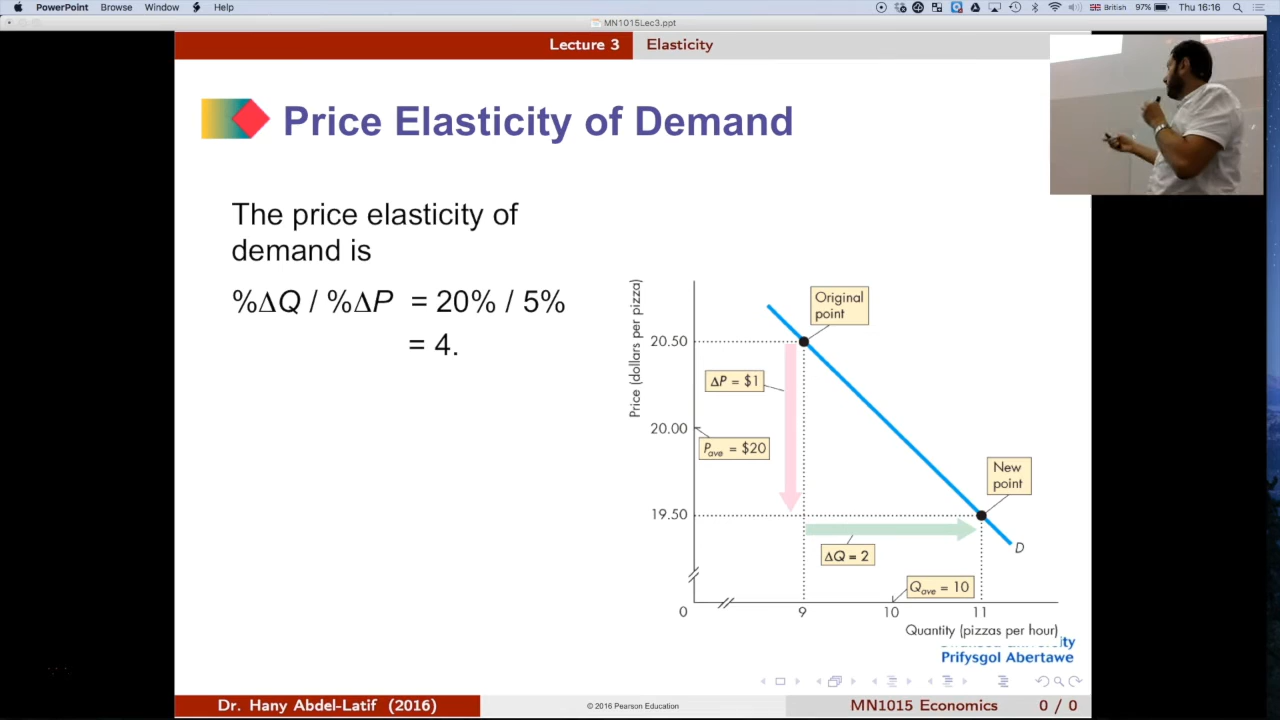 PowerPoint Browse Window Help
British 97% Thu 16:16
MN1015Lec3.ppt
Lecture 3 Elasticity
Price Elasticity of Demand
The price elasticity of
demand is
%ΔQ / %ΔP = 20% / 5%
= 4.
Price (dollars per pizza)
Original
point
20.50
ΔP = $1
20.00
Pave = $20
New
point
19.50
ΔQ = 2
D
Qave = 10
0 9 10 11
Quantity (pizzas per hour)
Prifysgol Abertawe
Dr. Hany Abdel-Latif (2016) © 2016 Pearson Education MN1015 Economics 0 / 0